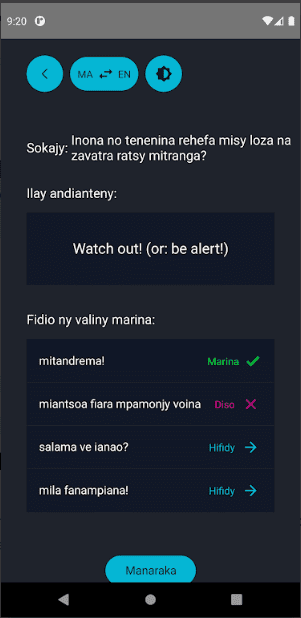 9:20
MA EN
Sokajy: Inona no tenenina rehefa misy loza na
zavatra ratsy mitranga?
Ilay andianteny:
Watch out! (or: be alert!)
Fidio ny valiny marina:
mitandrema! Marina
miantsoa fiara mpamonjy voina Diso
salama ve ianao? Hifidy
mila fanampiana! Hifidy
Manaraka